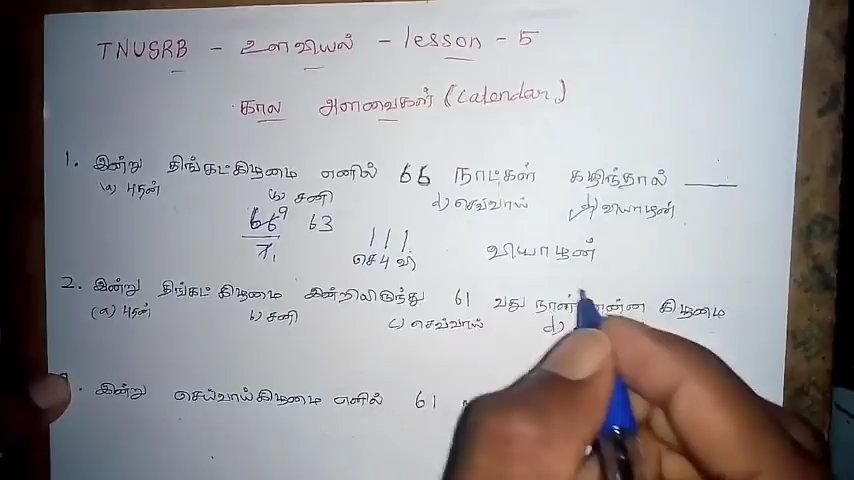 TNUSRB - உளவியல் - lesson - 5
கால அளவைகள் (Calendar)
1. இன்று திங்கட்கிழமை எனில் 66 நாட்கள் கழிந்தால் ____
(a) புதன் (b) சனி d) செவ்வாய் d) வியாழன்
66 9 63
7 1
செ பு வி வியாழன்
2. இன்று திங்கட் கிழமை இன்றிலிருந்து 61 வது நாள் என்ன கிழமை
(a) புதன் b) சனி c) செவ்வாய் d)
இன்று செய்வாய்கிழமை எனில் 61